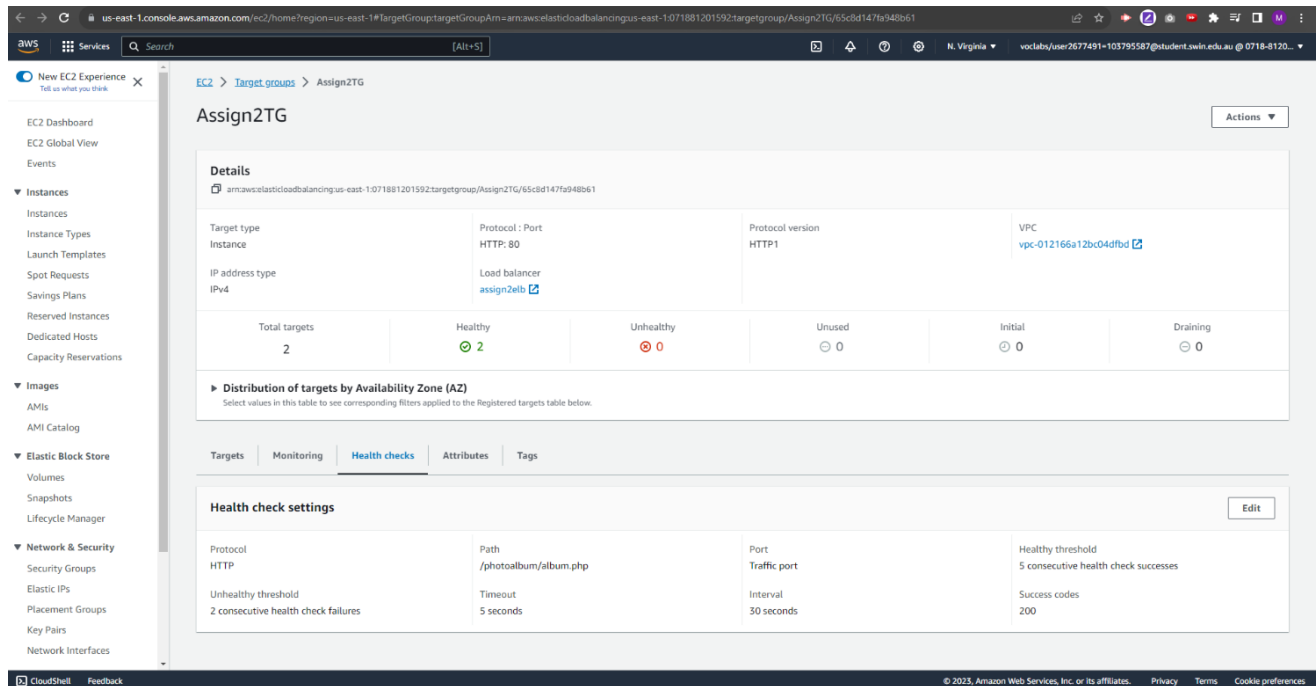 us-east-1.console.aws.amazon.com/ec2/home?region=us-east-1#TargetGroup:targetGroupArn=arn:aws:elasticloadbalancing:us-east-1:071881201592:targetgroup/Assign2TG/65c8d147fa948b61
M
aws Services Search [Alt+S] N. Virginia ▼ voclabs/user2677491=103795587@student.swin.edu.au @ 0718-8120... ▼
New EC2 Experience
Tell us what you think
EC2 Dashboard
EC2 Global View
Events
Instances
Instances
Instance Types
Launch Templates
Spot Requests
Savings Plans
Reserved Instances
Dedicated Hosts
Capacity Reservations
Images
AMIs
AMI Catalog
Elastic Block Store
Volumes
Snapshots
Lifecycle Manager
Network & Security
Security Groups
Elastic IPs
Placement Groups
Key Pairs
Network Interfaces
EC2 > Target groups > Assign2TG
Assign2TG
Actions ▼
Details
arn:aws:elasticloadbalancing:us-east-1:071881201592:targetgroup/Assign2TG/65c8d147fa948b61
Target type Protocol : Port Protocol version VPC
Instance HTTP: 80 HTTP1 vpc-012166a12bc04dfbd
IP address type Load balancer
IPv4 assign2elb
Total targets Healthy Unhealthy Unused Initial Draining
2 2 0 0 0 0
Distribution of targets by Availability Zone (AZ)
Select values in this table to see corresponding filters applied to the Registered targets table below.
Targets Monitoring Health checks Attributes Tags
Health check settings
Edit
Protocol Path Port Healthy threshold
HTTP /photoalbum/album.php Traffic port 5 consecutive health check successes
Unhealthy threshold Timeout Interval Success codes
2 consecutive health check failures 5 seconds 30 seconds 200
CloudShell Feedback © 2023, Amazon Web Services, Inc. or its affiliates. Privacy Terms Cookie preferences